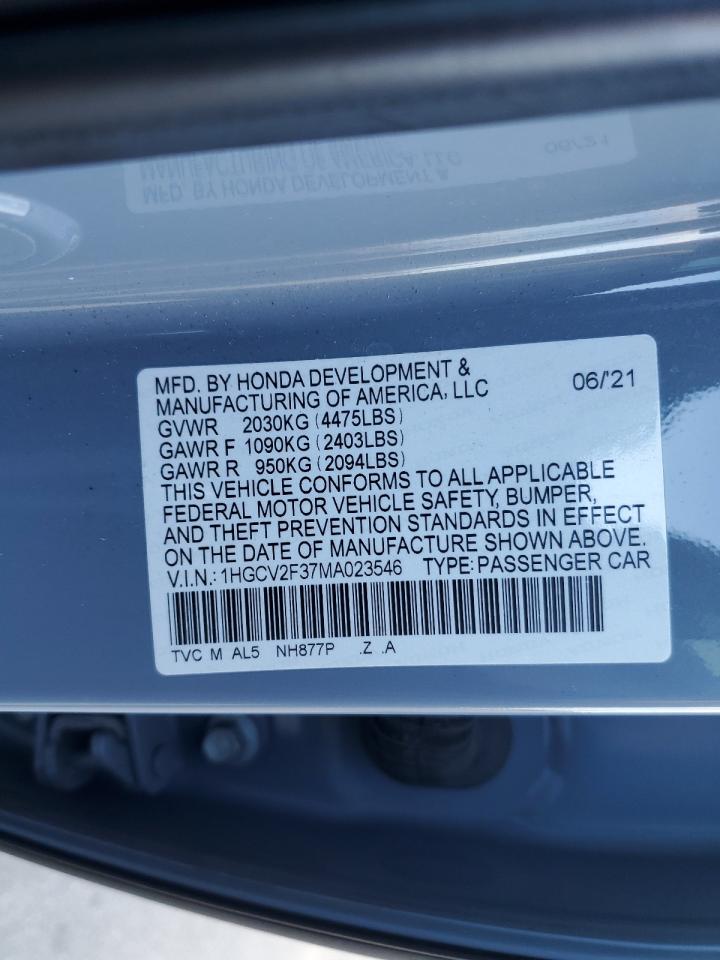 MFD. BY HONDA DEVELOPMENT & MANUFACTURING OF AMERICA, LLC 06/'21
GVWR 2030KG (4475LBS)
GAWR F 1090KG (2403LBS)
GAWR R 950KG (2094LBS)
THIS VEHICLE CONFORMS TO ALL APPLICABLE
FEDERAL MOTOR VEHICLE SAFETY, BUMPER,
AND THEFT PREVENTION STANDARDS IN EFFECT
ON THE DATE OF MANUFACTURE SHOWN ABOVE.
V.I.N.: 1HGCV2F37MA023546 TYPE: PASSENGER CAR
TVC M AL5 NH877P .Z .A